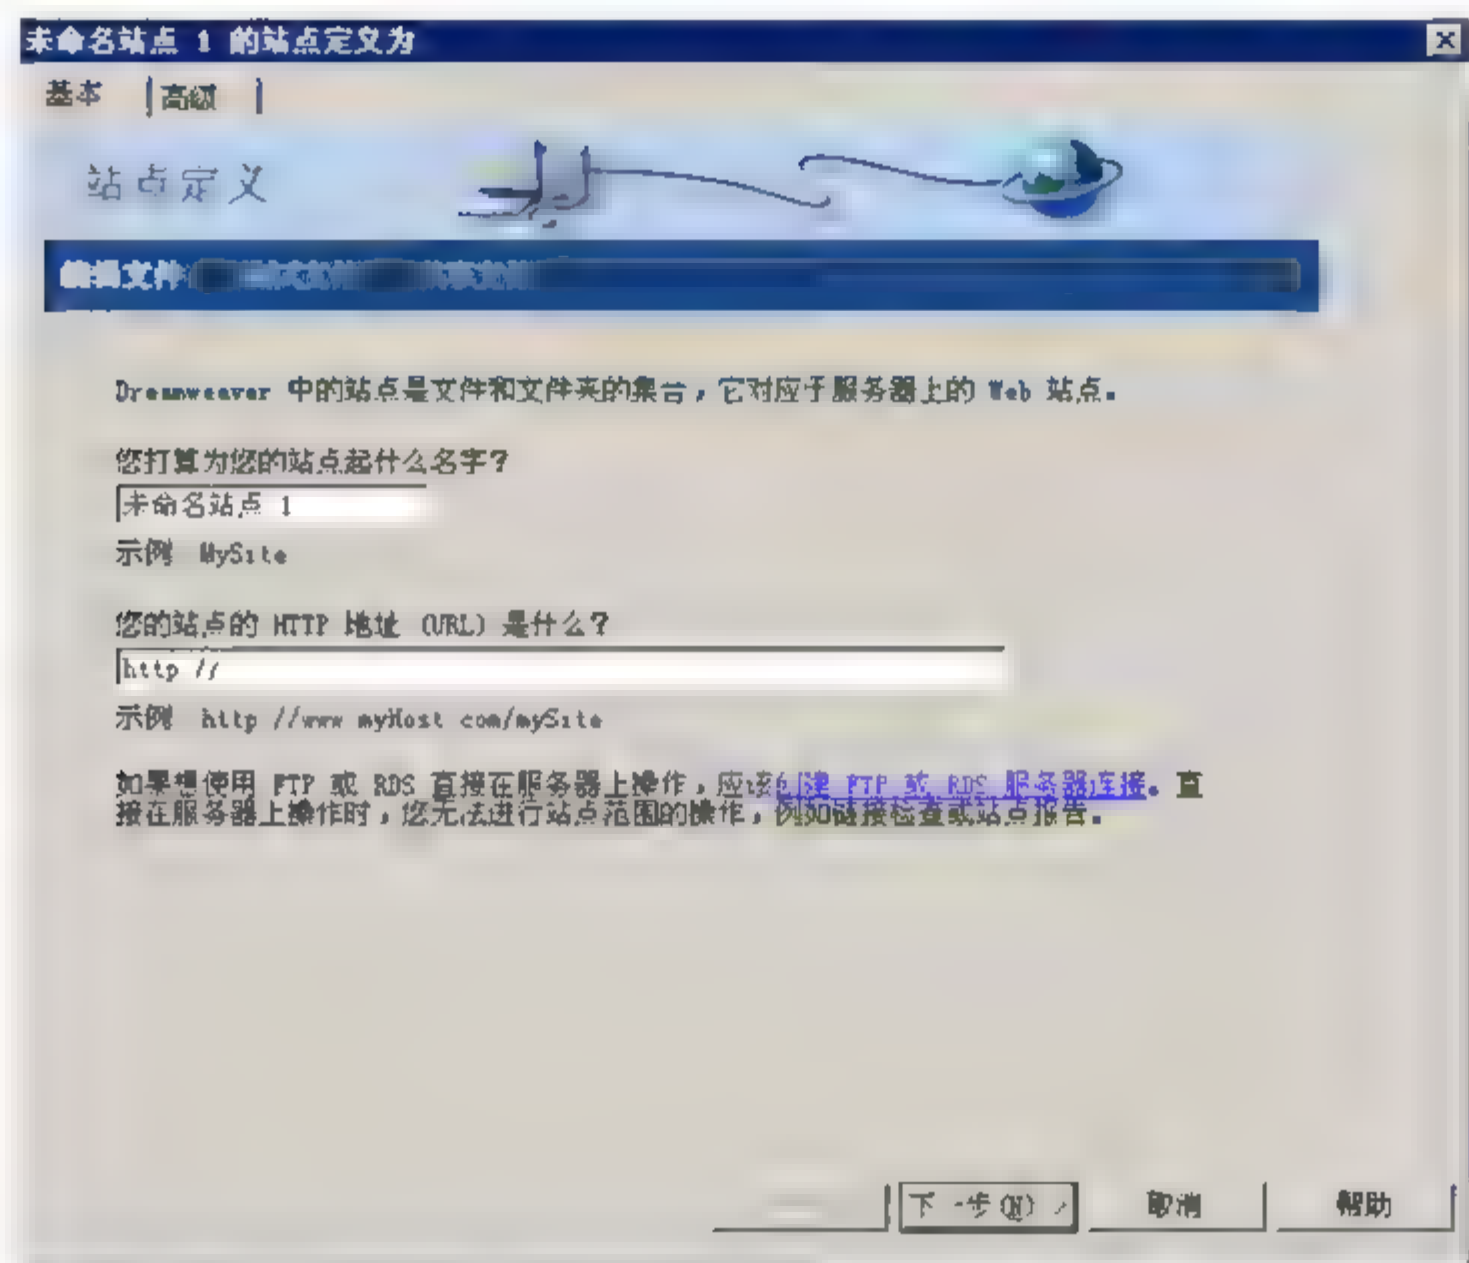 未命名站点 1 的站点定义为
基本 高级
站点定义
编辑文件
Dreamweaver 中的站点是文件和文件夹的集合，它对应于服务器上的 Web 站点。
您打算为您的站点起什么名字？
未命名站点 1
示例 MySite
您的站点的 HTTP 地址 (URL) 是什么？
http //
示例 http //www myHost com/mySite
如果想使用 FTP 或 RDS 直接在服务器上操作，应该创建 FTP 或 RDS 服务器连接。直
接在服务器上操作时，您无法进行站点范围的操作，例如链接检查或站点报告。
下一步(N) > 取消 帮助